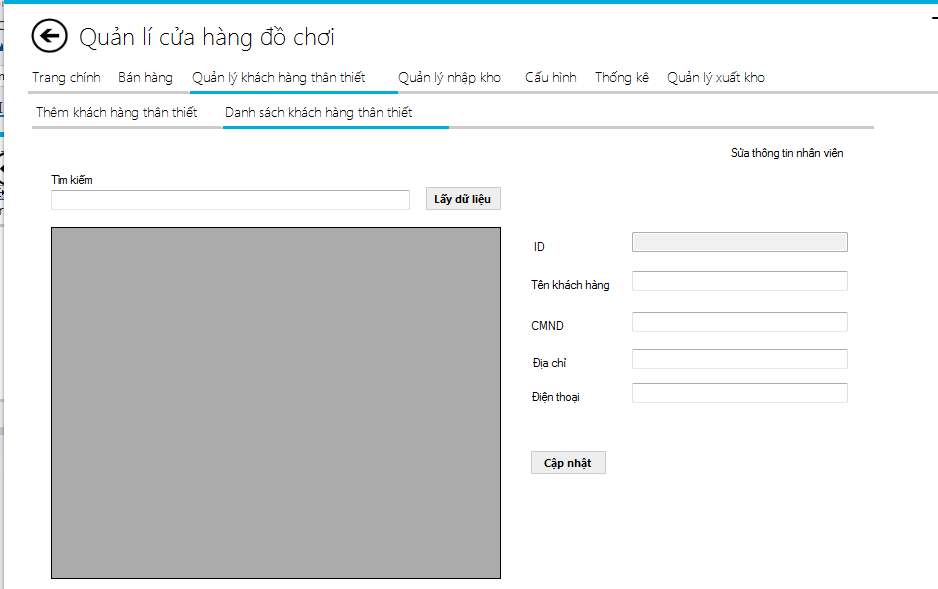 Quản lí cửa hàng đồ chơi
Trang chính Bán hàng Quản lý khách hàng thân thiết Quản lý nhập kho Cấu hình Thống kê Quản lý xuất kho
Thêm khách hàng thân thiết Danh sách khách hàng thân thiết
Sửa thông tin nhân viên
Tìm kiếm
Lấy dữ liệu
ID
Tên khách hàng
CMND
Địa chỉ
Điện thoại
Cập nhật